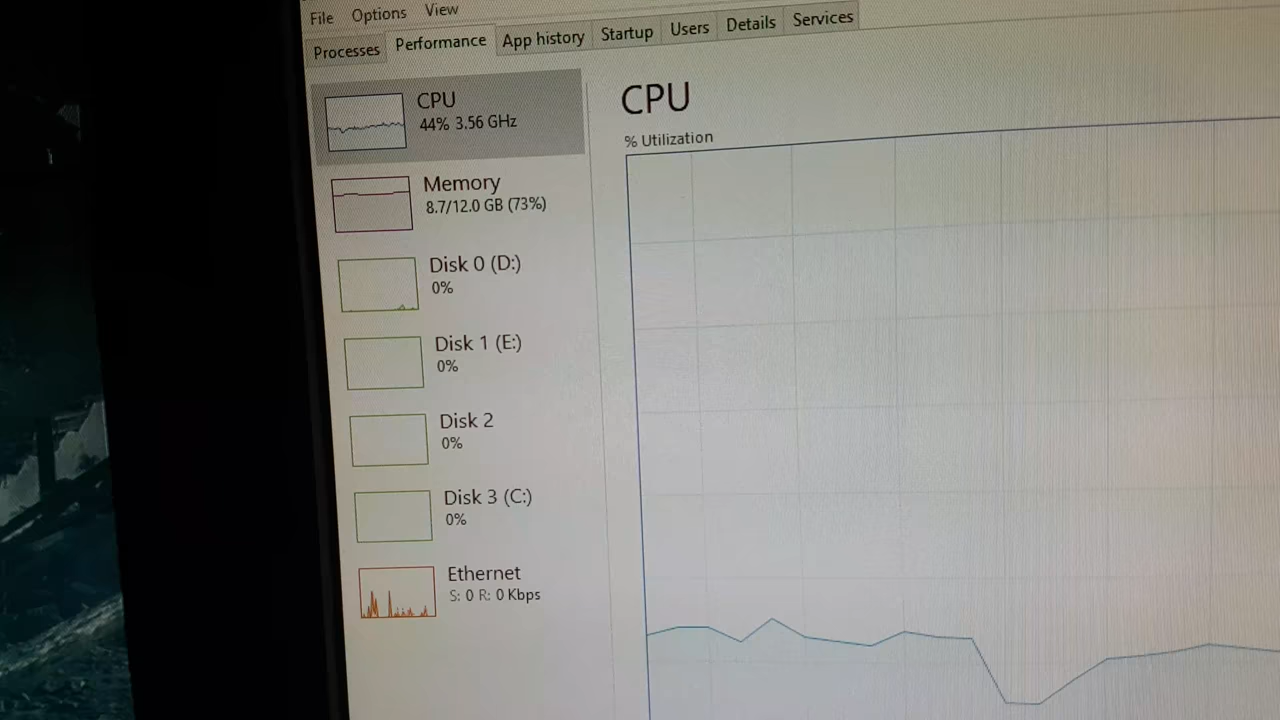 File Options View
Processes Performance App history Startup Users Details Services
CPU
44% 3.56 GHz
Memory
8.7/12.0 GB (73%)
Disk 0 (D:)
0%
Disk 1 (E:)
0%
Disk 2
0%
Disk 3 (C:)
0%
Ethernet
S: 0 R: 0 Kbps
CPU
% Utilization